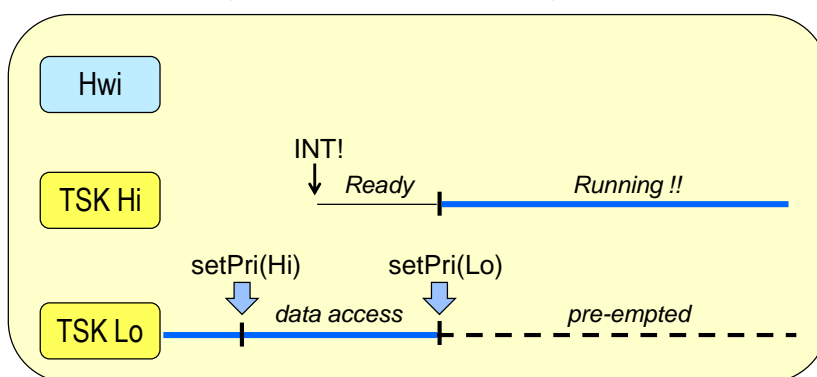 Hwi
INT!
Ready
Running !!
TSK Hi
setPri(Hi)
setPri(Lo)
data access
pre-empted
TSK Lo